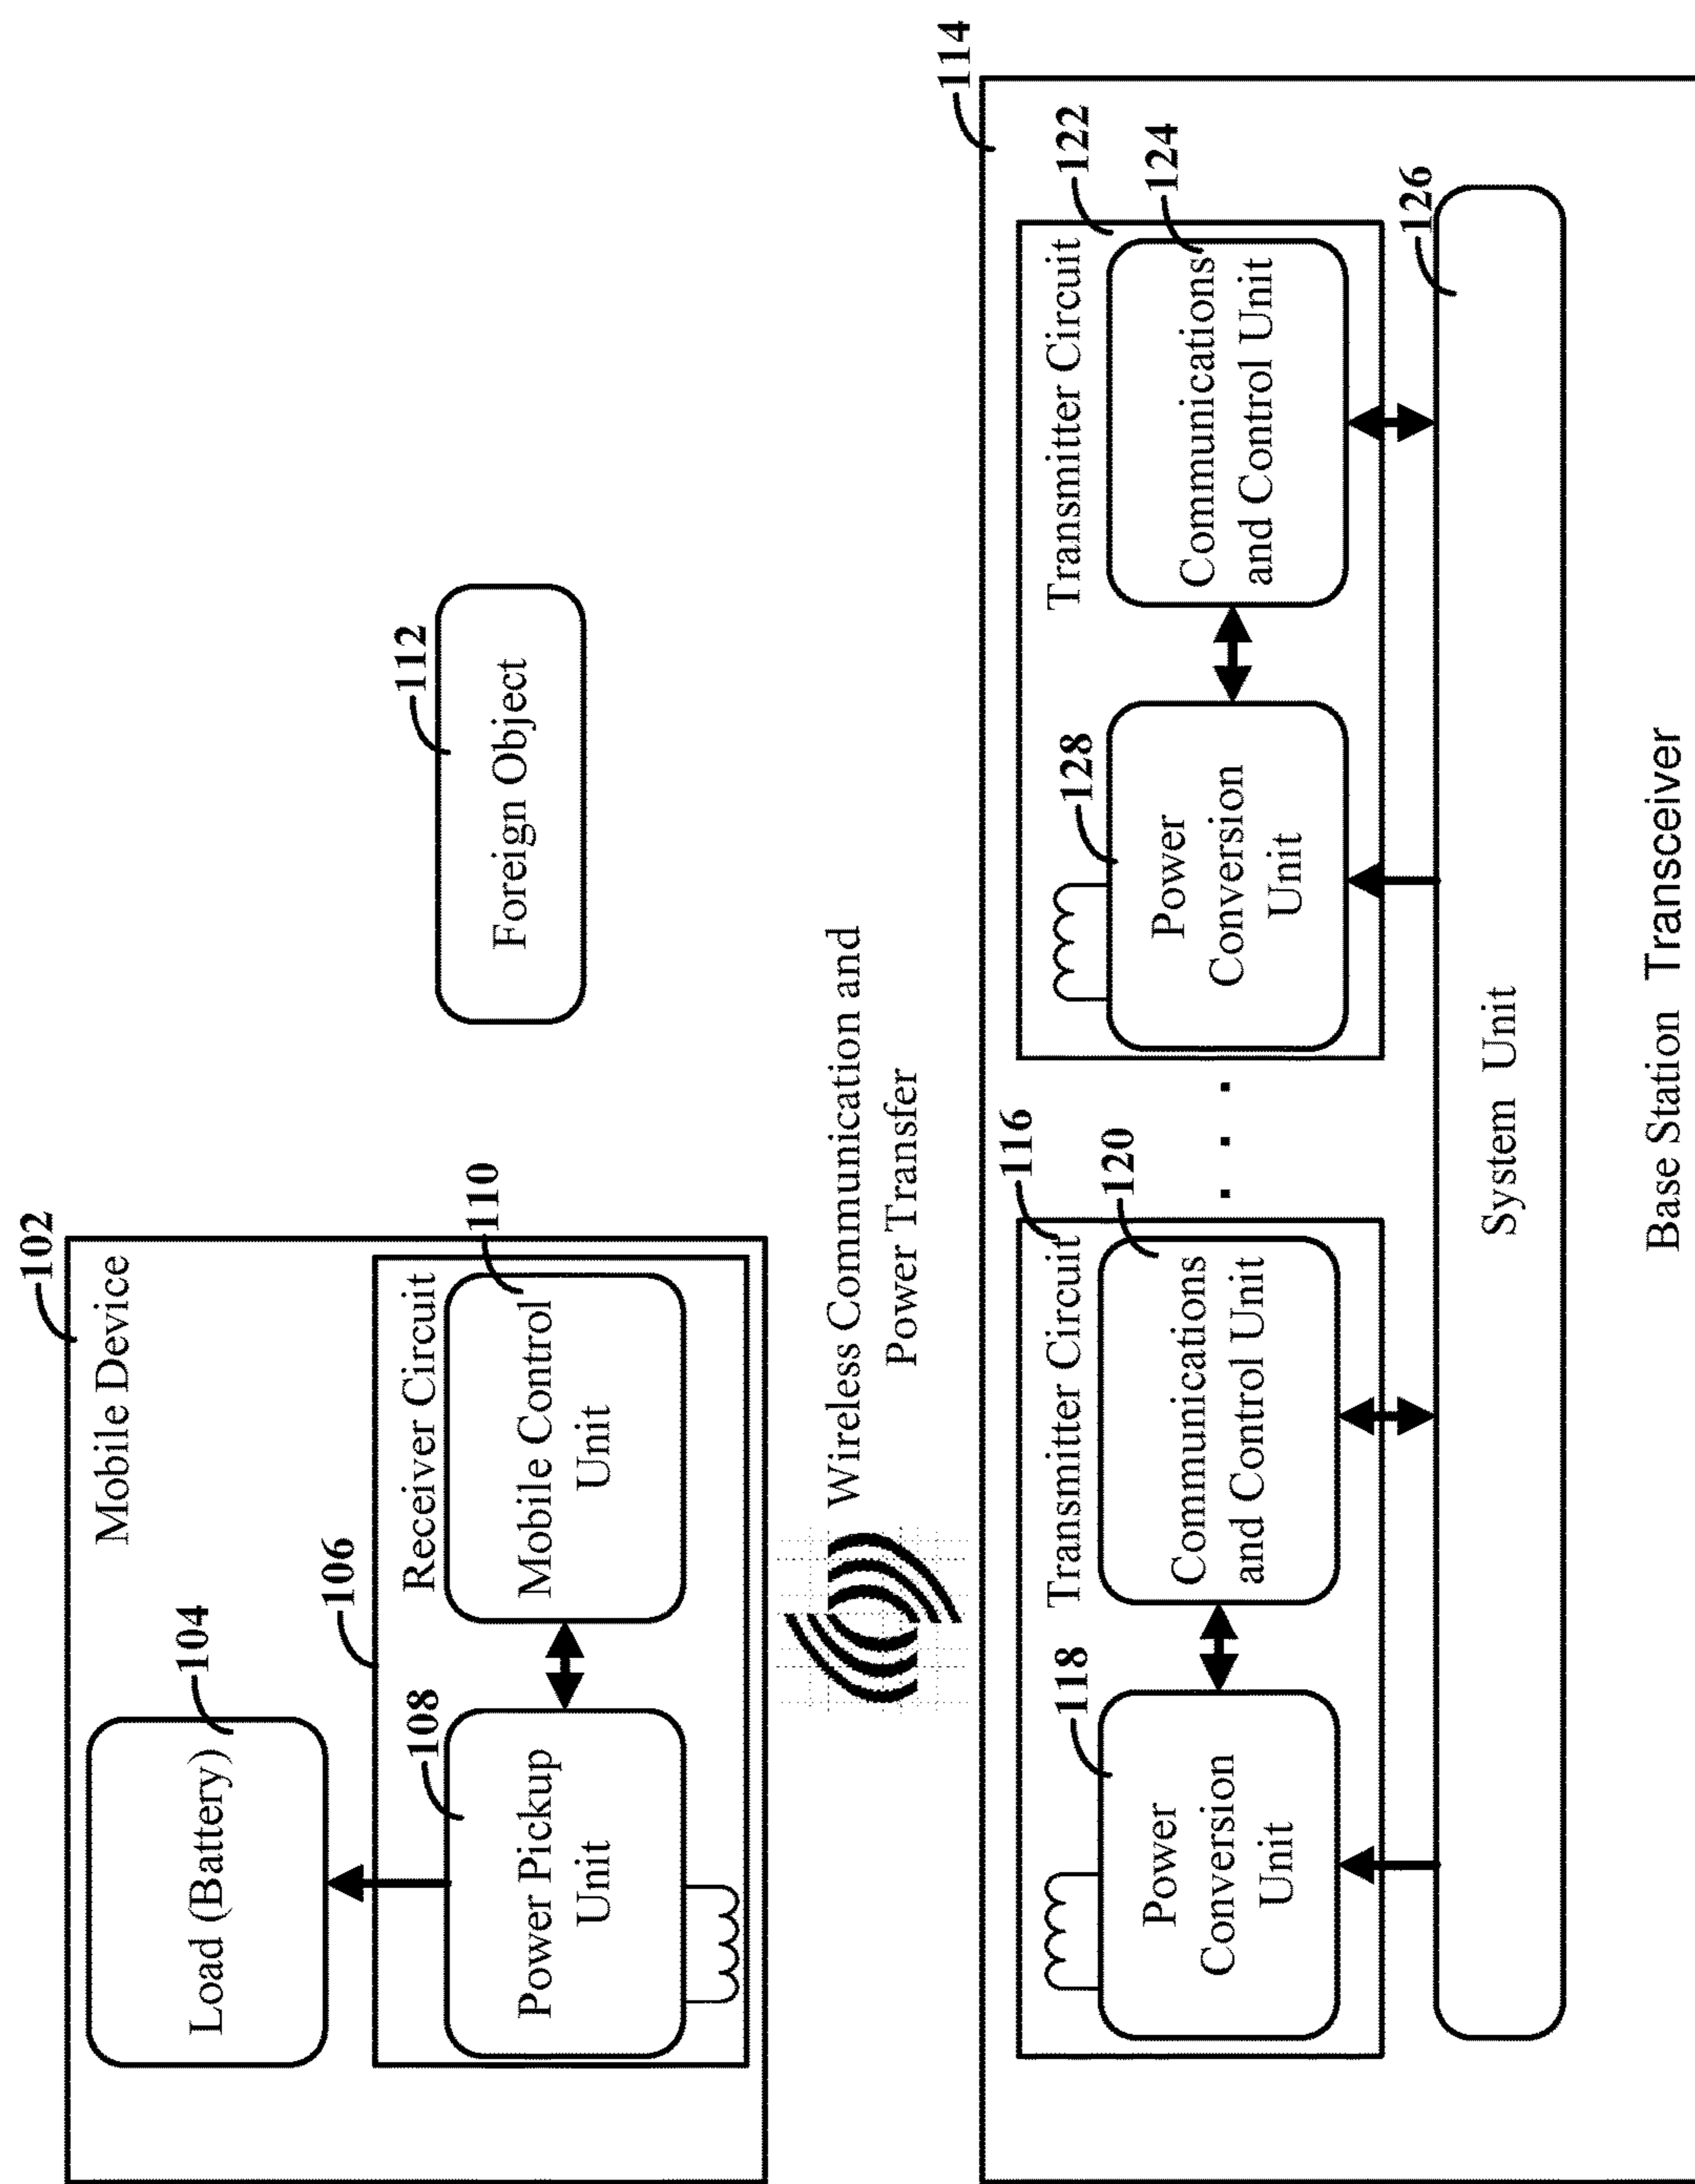 102
Mobile Device
104
Load (Battery)
106
Receiver Circuit
108
Power Pickup
Unit
110
Mobile Control
Unit
112
Foreign Object
Wireless Communication and
Power Transfer
114
116
Transmitter Circuit
118
Power
Conversion
Unit
120
Communications
and Control Unit
. . .
122
Transmitter Circuit
128
Power
Conversion
Unit
124
Communications
and Control Unit
126
System Unit
Base Station Transceiver